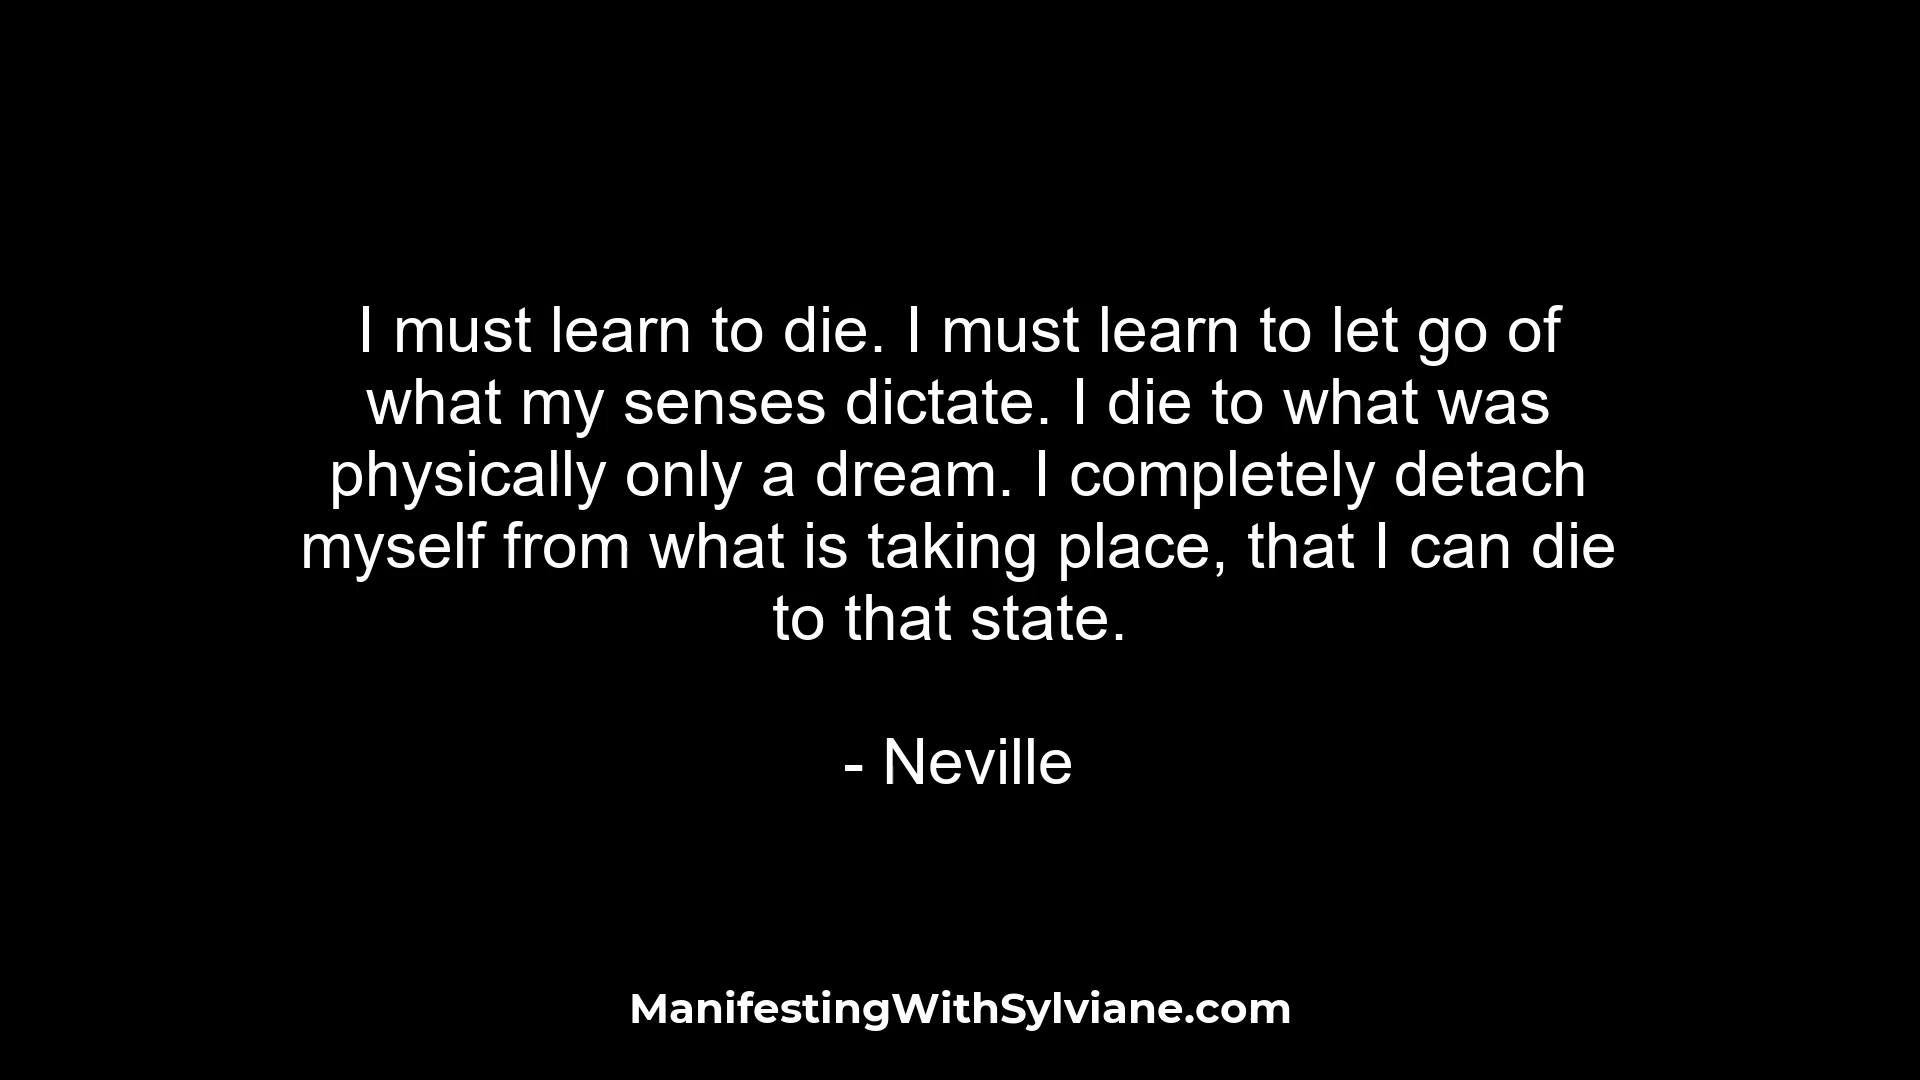 I must learn to die. I must learn to let go of
what my senses dictate. I die to what was
physically only a dream. I completely detach
myself from what is taking place, that I can die
to that state.
- Neville
ManifestingWithSylviane.com